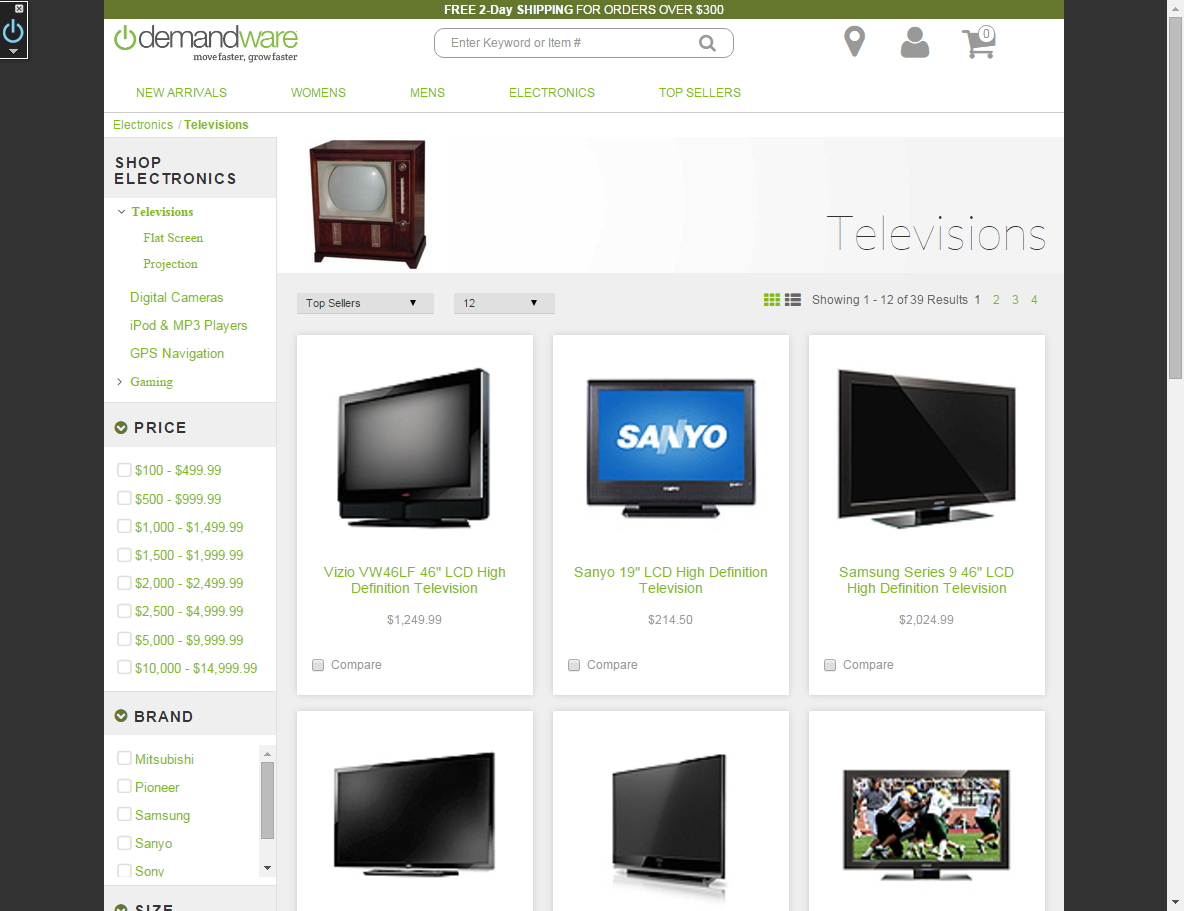 FREE 2-Day SHIPPING FOR ORDERS OVER $300
demandware
move faster, grow faster
Enter Keyword or Item #
0
NEW ARRIVALS WOMENS MENS ELECTRONICS TOP SELLERS
Electronics / Televisions
SHOP
ELECTRONICS
Televisions
Flat Screen
Projection
Digital Cameras
iPod & MP3 Players
GPS Navigation
Gaming
PRICE
$100 - $499.99
$500 - $999.99
$1,000 - $1,499.99
$1,500 - $1,999.99
$2,000 - $2,499.99
$2,500 - $4,999.99
$5,000 - $9,999.99
$10,000 - $14,999.99
BRAND
Mitsubishi
Pioneer
Samsung
Sanyo
Sony
SIZE
Televisions
Top Sellers 12 Showing 1 - 12 of 39 Results 1 2 3 4
SANYO
Vizio VW46LF 46" LCD High
Definition Television
$1,249.99
Compare
Sanyo 19" LCD High Definition
Television
$214.50
Compare
Samsung Series 9 46" LCD
High Definition Television
$2,024.99
Compare